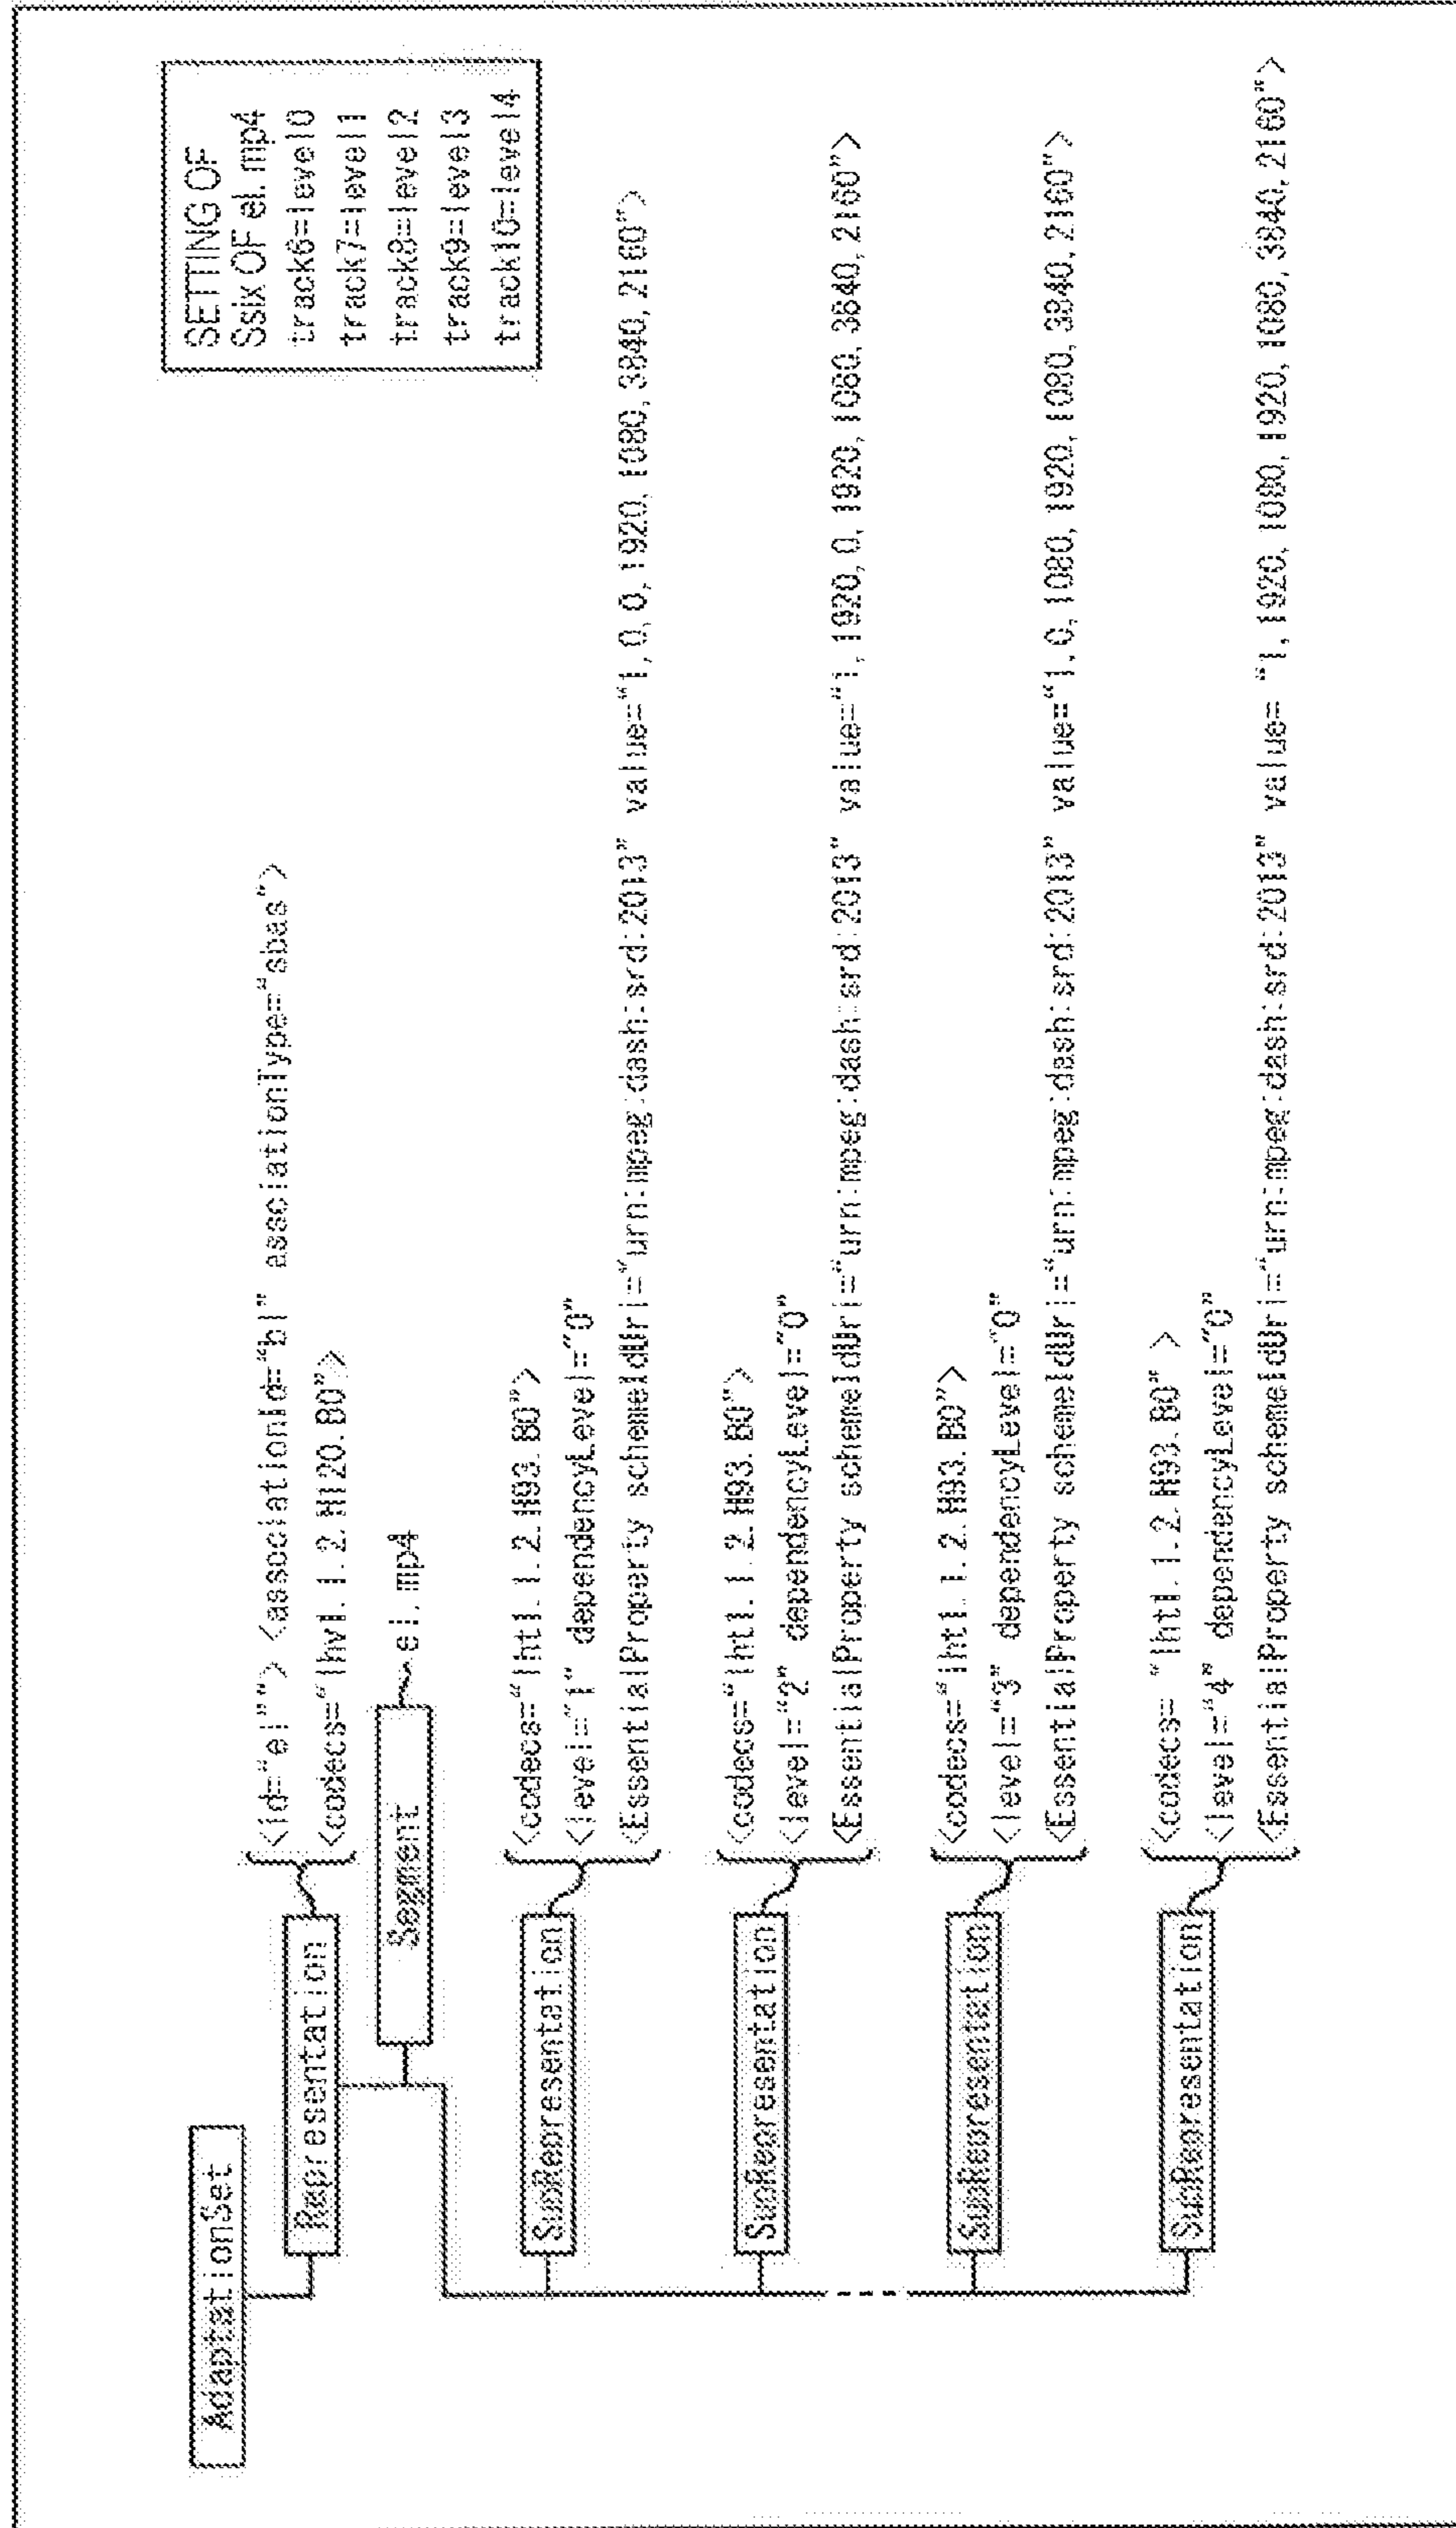 AdaptationSet
Representation
<id="el"> <associationId="bl" associationType="sbas">
<codecs="lhv1.1.2.H120.B0">
Segment
el.mp4
SETTING OF
Ssix OF el.mp4
track6=level0
track7=level1
track8=level2
track9=level3
track10=level4
SunRepresentation
<codecs="lht1.1.2.H93.B0">
<level="1" dependencyLevel="0"
<EssentialProperty schemeIdUri="urn:mpeg:dash:srd:2013" value="1,0,0,1920,1080,3840,2160">
SunRepresentation
<codecs="lht1.1.2.H93.B0">
<level="2" dependencyLevel="0"
<EssentialProperty schemeIdUri="urn:mpeg:dash:srd:2013" value="1,1920,0,1920,1080,3840,2160">
SunRepresentation
<codecs="lht1.1.2.H93.B0">
<level="3" dependencyLevel="0"
<EssentialProperty schemeIdUri="urn:mpeg:dash:srd:2013" value="1,0,1080,1920,1080,3840,2160">
SunRepresentation
<codecs= "lht1.1.2.H93.B0" >
<level="4" dependencyLevel="0"
<EssentialProperty schemeIdUri="urn:mpeg:dash:srd:2013" value= "1,1920,1080,1920,1080,3840,2160">